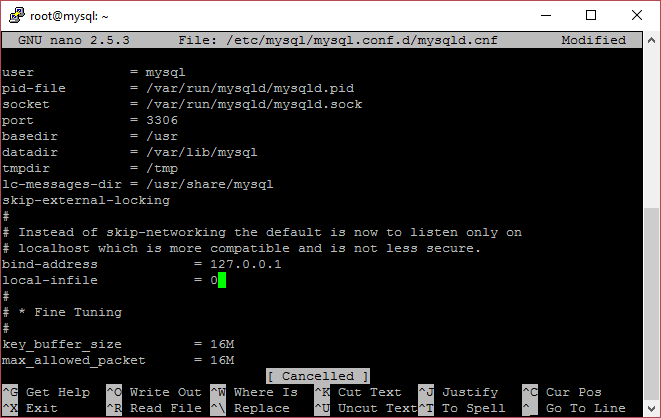 root@mysql: ~
GNU nano 2.5.3 File: /etc/mysql/mysql.conf.d/mysqld.cnf Modified
user = mysql
pid-file = /var/run/mysqld/mysqld.pid
socket = /var/run/mysqld/mysqld.sock
port = 3306
basedir = /usr
datadir = /var/lib/mysql
tmpdir = /tmp
lc-messages-dir = /usr/share/mysql
skip-external-locking
#
# Instead of skip-networking the default is now to listen only on
# localhost which is more compatible and is not less secure.
bind-address = 127.0.0.1
local-infile = 0
#
# * Fine Tuning
#
key_buffer_size = 16M
max_allowed_packet = 16M
[ Cancelled ]
^G Get Help ^O Write Out ^W Where Is ^K Cut Text ^J Justify ^C Cur Pos
^X Exit ^R Read File ^\ Replace ^U Uncut Text ^T To Spell ^_ Go To Line